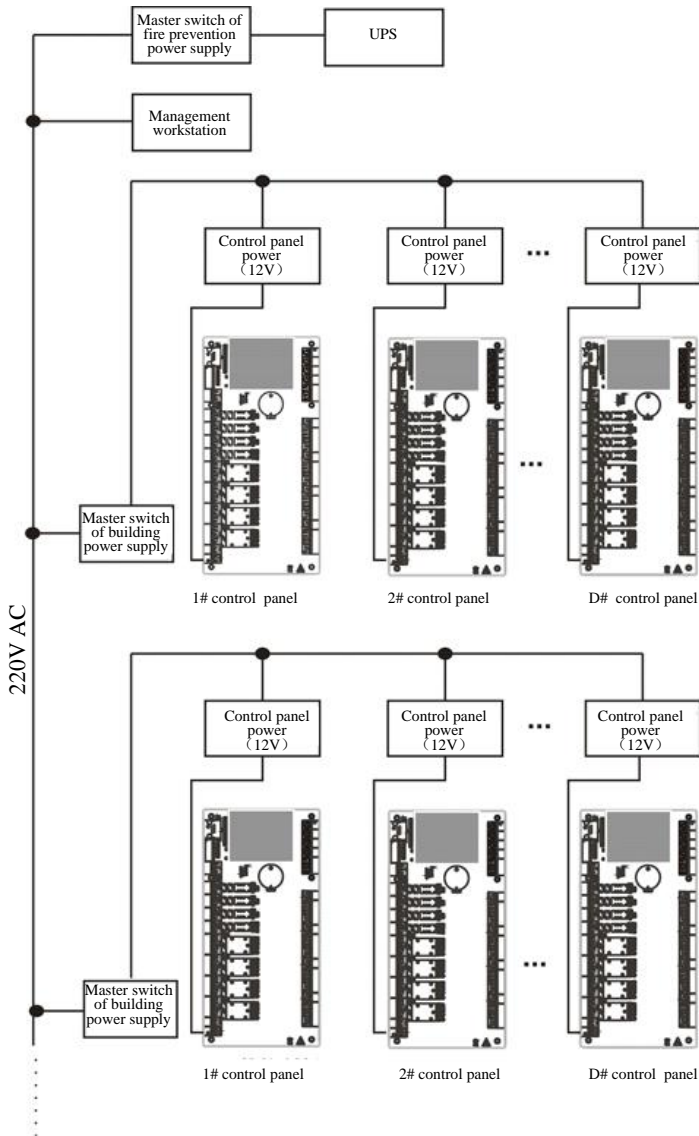 Master switch of
fire prevention
power supply
UPS
Management
workstation
Control panel
power
（12V）
Control panel
power
（12V）
...
Control panel
power
（12V）
...
Master switch
of building
power supply
1# control panel
2# control panel
D# control panel
220V AC
Control panel
power
（12V）
Control panel
power
（12V）
...
Control panel
power
（12V）
...
Master switch
of building
power supply
1# control panel
2# control panel
D# control panel